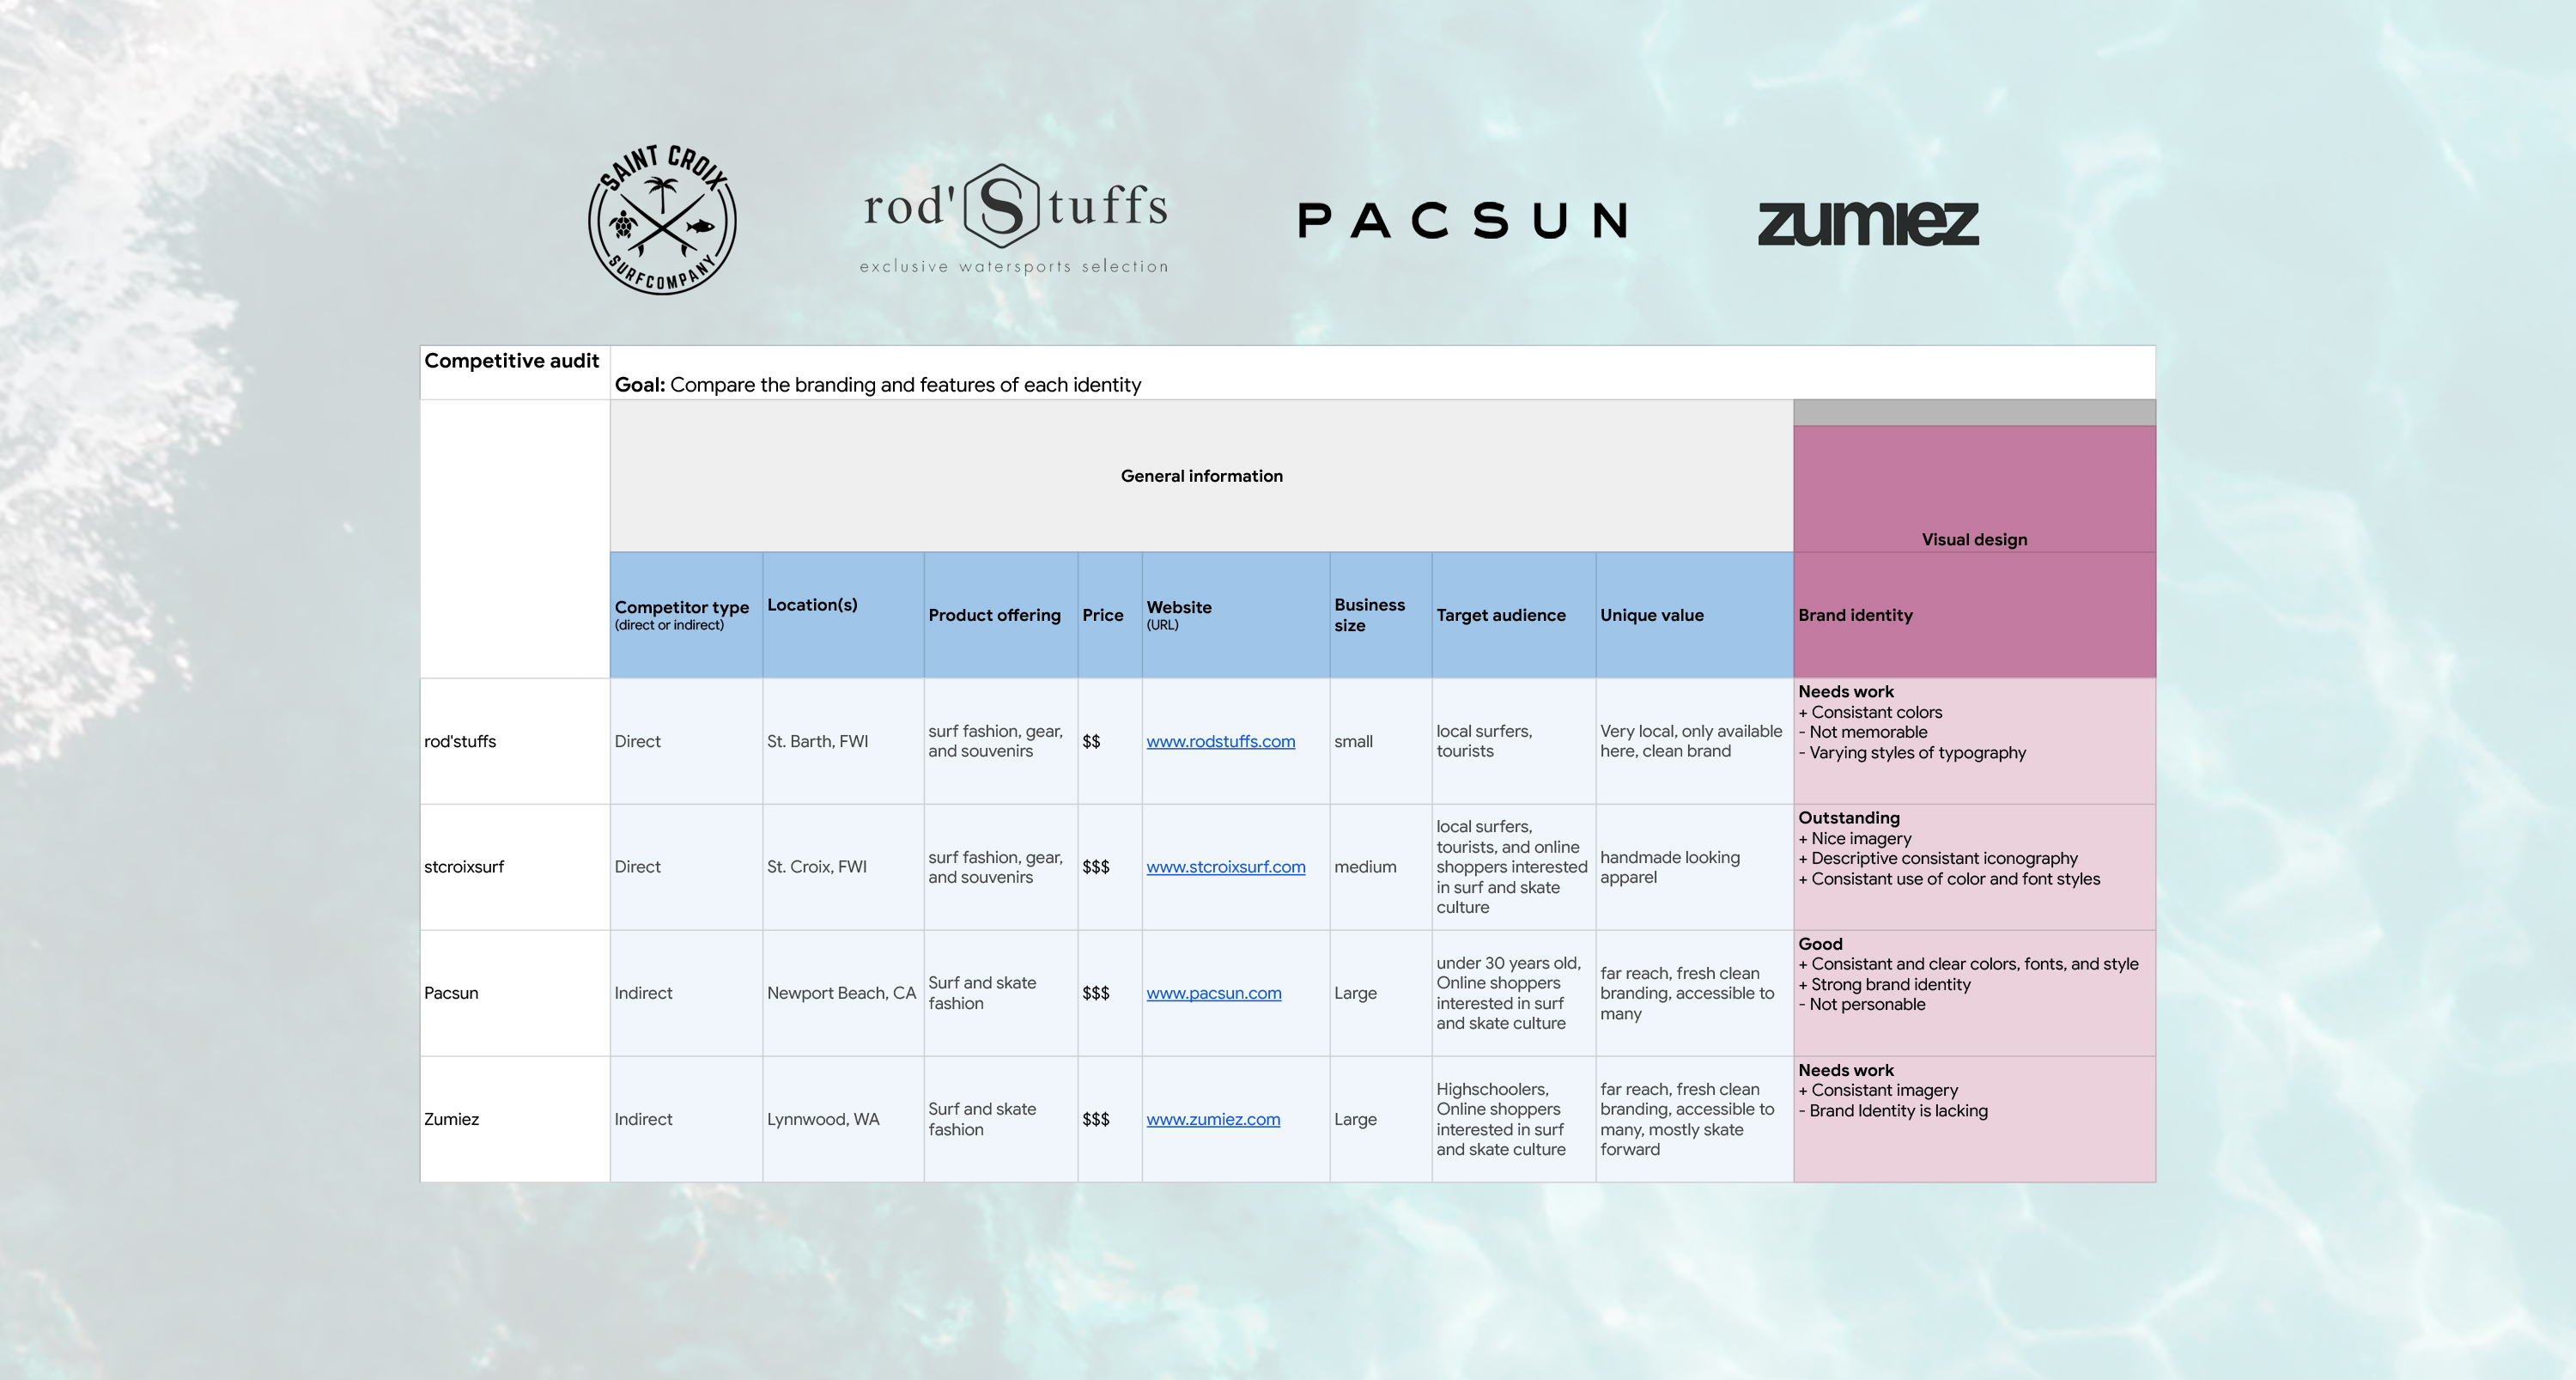 SAINT CROIX
SURFCOMPANY
rod'Stuffs
exclusive watersports selection
PACSUN
zumiez
Competitive audit
Goal: Compare the branding and features of each identity
General information
Visual design
Competitor type
(direct or indirect)
Location(s)
Product offering
Price
Website
(URL)
Business
size
Target audience
Unique value
Brand identity
rod'stuffs
Direct
St. Barth, FWI
surf fashion, gear,
and souvenirs
$$
www.rodstuffs.com
small
local surfers,
tourists
Very local, only available
here, clean brand
Needs work
+ Consistant colors
- Not memorable
- Varying styles of typography
stcroixsurf
Direct
St. Croix, FWI
surf fashion, gear,
and souvenirs
$$$
www.stcroixsurf.com
medium
local surfers,
tourists, and online
shoppers interested
in surf and skate
culture
handmade looking
apparel
Outstanding
+ Nice imagery
+ Descriptive consistant iconography
+ Consistant use of color and font styles
Pacsun
Indirect
Newport Beach, CA
Surf and skate
fashion
$$$
www.pacsun.com
Large
under 30 years old,
Online shoppers
interested in surf
and skate culture
far reach, fresh clean
branding, accessible to
many
Good
+ Consistant and clear colors, fonts, and style
+ Strong brand identity
- Not personable
Zumiez
Indirect
Lynnwood, WA
Surf and skate
fashion
$$$
www.zumiez.com
Large
Highschoolers,
Online shoppers
interested in surf
and skate culture
far reach, fresh clean
branding, accessible to
many, mostly skate
forward
Needs work
+ Consistant imagery
- Brand Identity is lacking